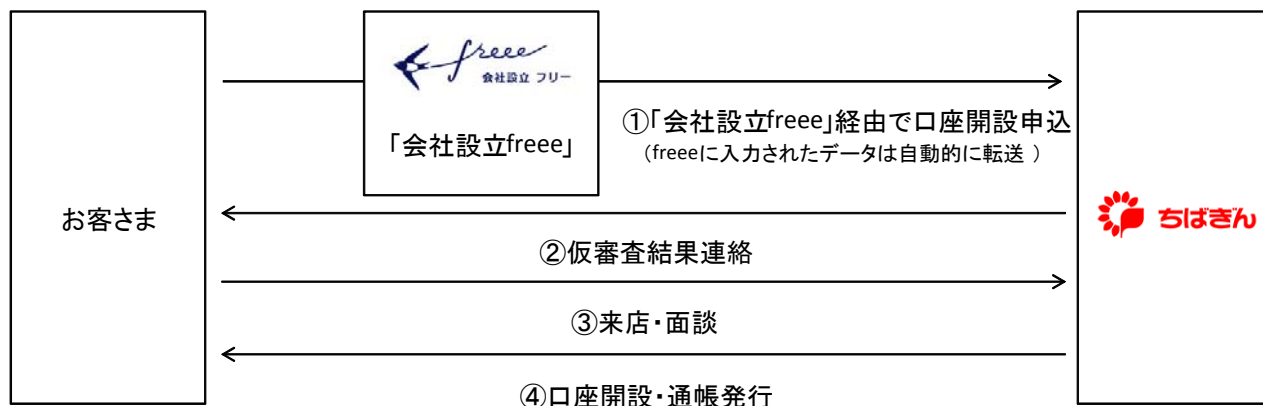 freee
会社設立 フリー
「会社設立freee」
①「会社設立freee」経由で口座開設申込
（freeeに入力されたデータは自動的に転送 ）
お客さま
ちばぎん
②仮審査結果連絡
③来店・面談
④口座開設・通帳発行